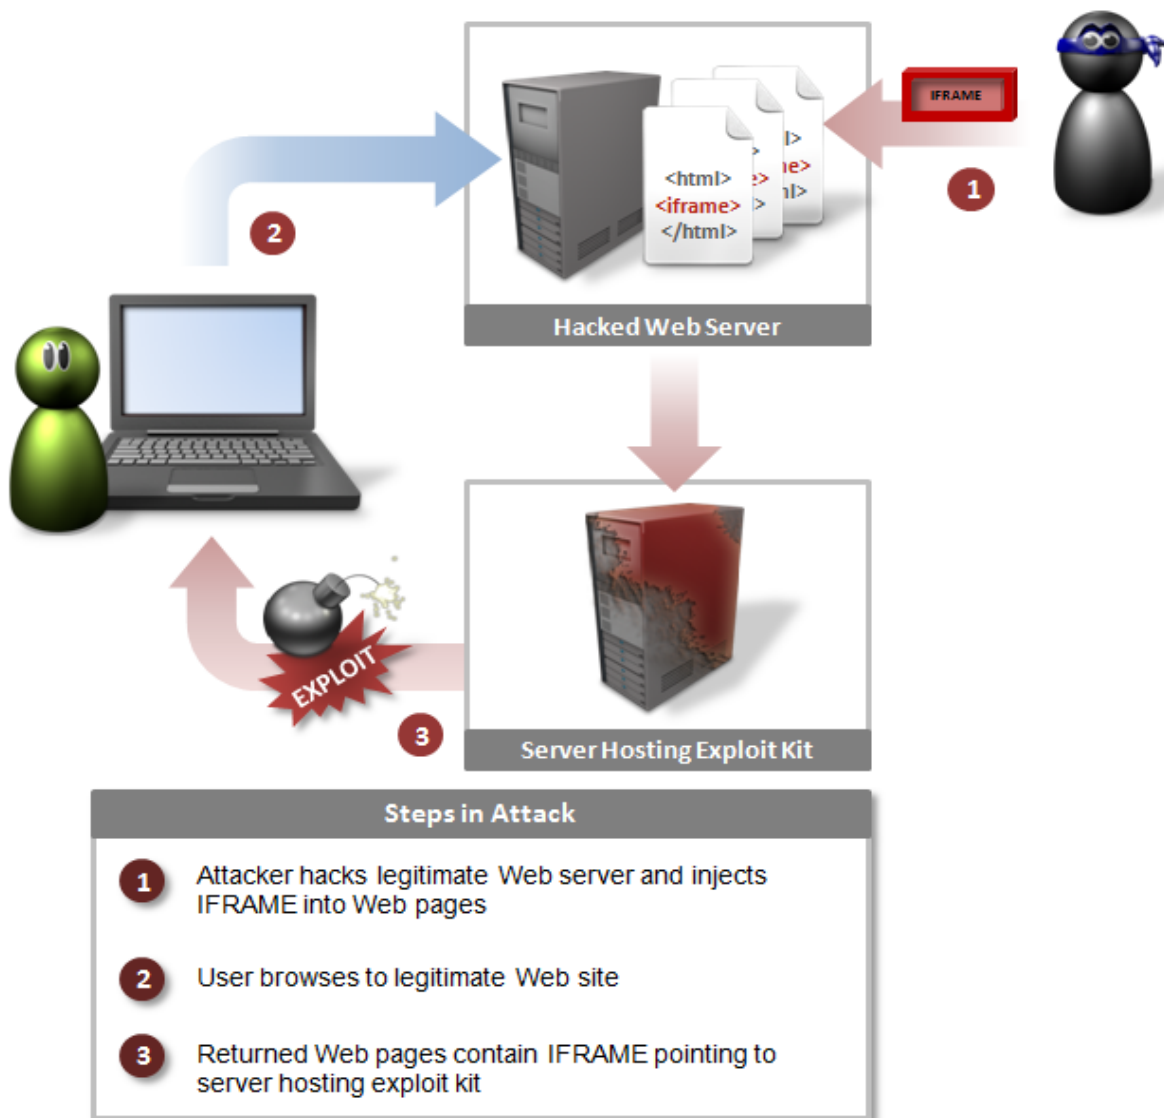 IFRAME
1
<html>
<iframe>
</html>
2
Hacked Web Server
EXPLOIT
3
Server Hosting Exploit Kit
Steps in Attack
1 Attacker hacks legitimate Web server and injects
IFRAME into Web pages
2 User browses to legitimate Web site
3 Returned Web pages contain IFRAME pointing to
server hosting exploit kit